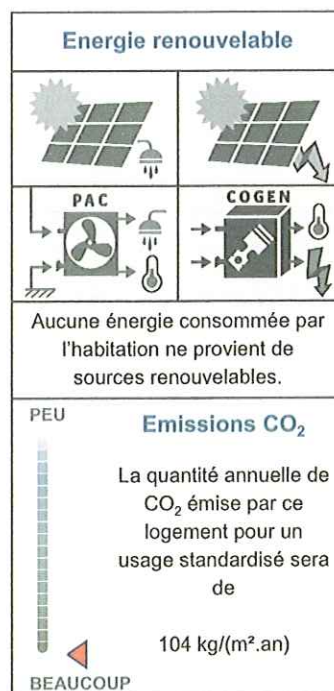 Energie renouvelable
PAC
COGEN
Aucune énergie consommée par
l'habitation ne provient de
sources renouvelables.
PEU
Emissions CO₂
La quantité annuelle de
CO₂ émise par ce
logement pour un
usage standardisé sera
de
104 kg/(m².an)
BEAUCOUP